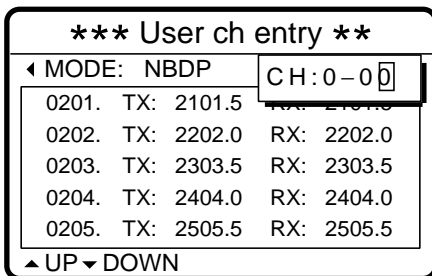 *** User ch entry **
◂ MODE: NBDP
CH:0–00
0201. TX: 2101.5
0202. TX: 2202.0 RX: 2202.0
0203. TX: 2303.5 RX: 2303.5
0204. TX: 2404.0 RX: 2404.0
0205. TX: 2505.5 RX: 2505.5
▴ UP ▾ DOWN